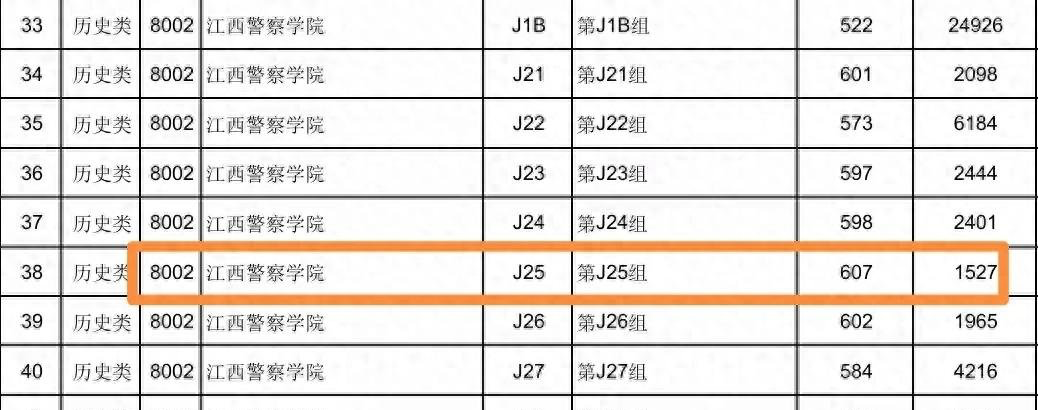 33 历史类 8002 江西警察学院 J1B 第J1B组 522 24926
34 历史类 8002 江西警察学院 J21 第J21组 601 2098
35 历史类 8002 江西警察学院 J22 第J22组 573 6184
36 历史类 8002 江西警察学院 J23 第J23组 597 2444
37 历史类 8002 江西警察学院 J24 第J24组 598 2401
38 历史类 8002 江西警察学院 J25 第J25组 607 1527
39 历史类 8002 江西警察学院 J26 第J26组 602 1965
40 历史类 8002 江西警察学院 J27 第J27组 584 4216